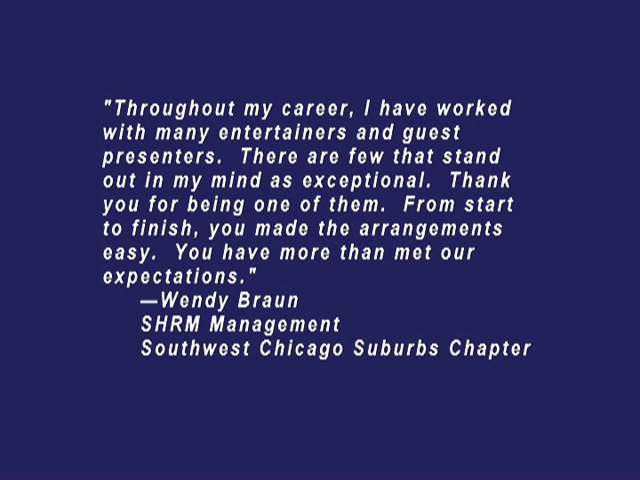 "Throughout my career, I have worked
with many entertainers and guest
presenters.  There are few that stand
out in my mind as exceptional.  Thank
you for being one of them.  From start
to finish, you made the arrangements
easy.  You have more than met our
expectations."
—Wendy Braun
SHRM Management
Southwest Chicago Suburbs Chapter